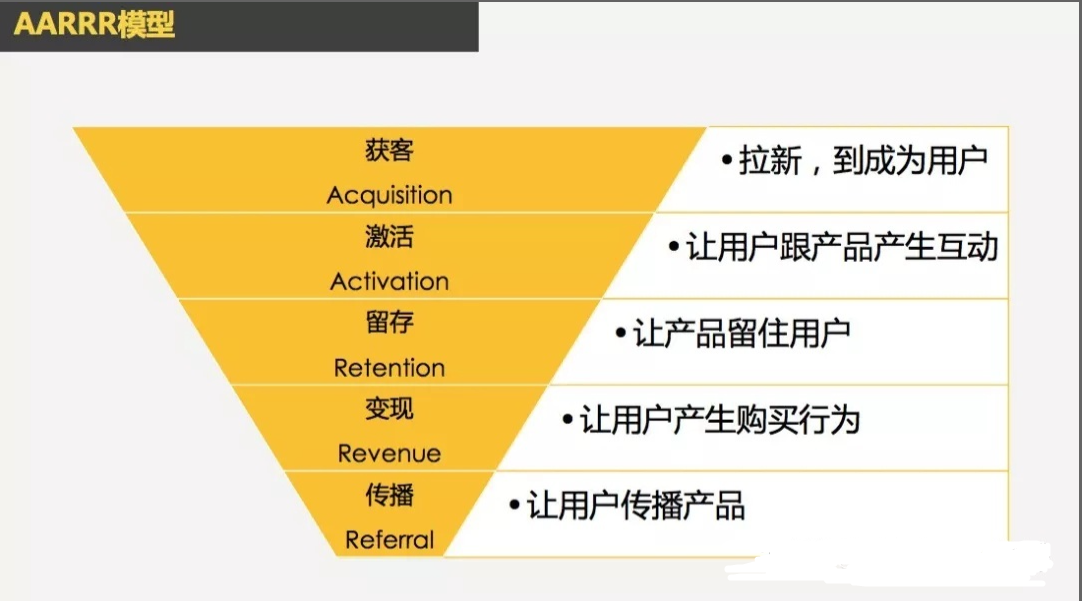 AARRR模型
获客
Acquisition
•拉新，到成为用户
激活
Activation
•让用户跟产品产生互动
留存
Retention
•让产品留住用户
变现
Revenue
•让用户产生购买行为
传播
Referral
•让用户传播产品